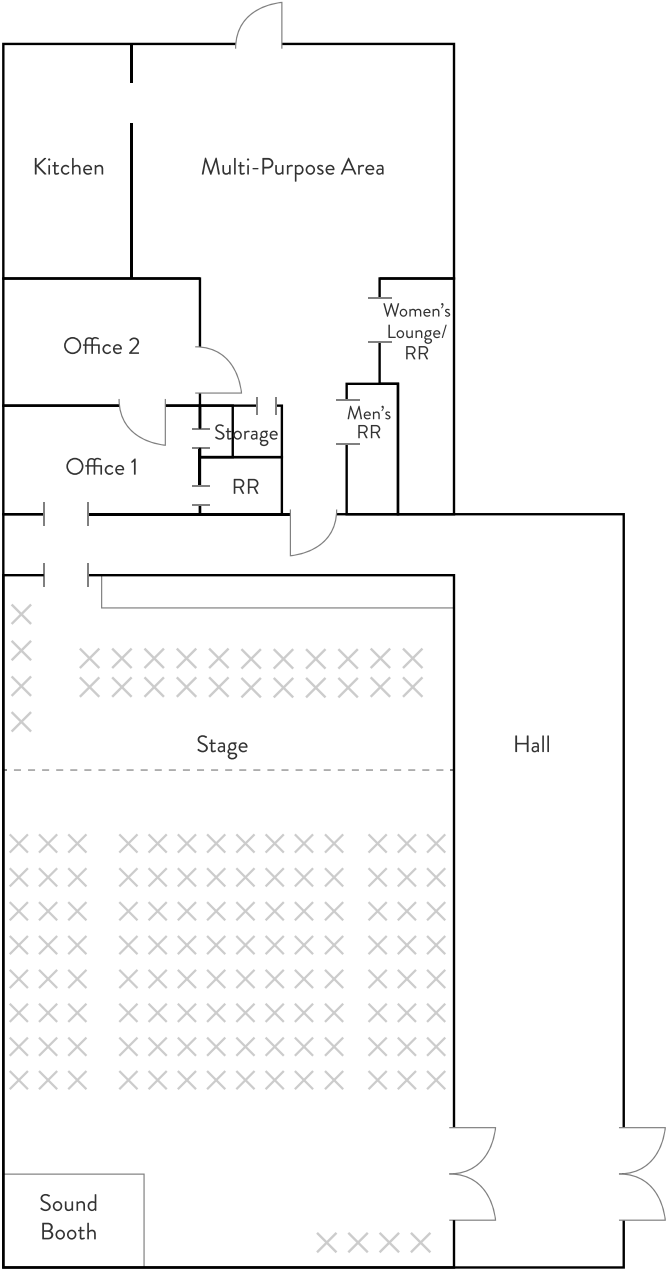 Kitchen
Multi-Purpose Area
Women's
Lounge/
RR
Office 2
Men's
RR
Storage
Office 1
RR
Stage
Hall
Sound
Booth